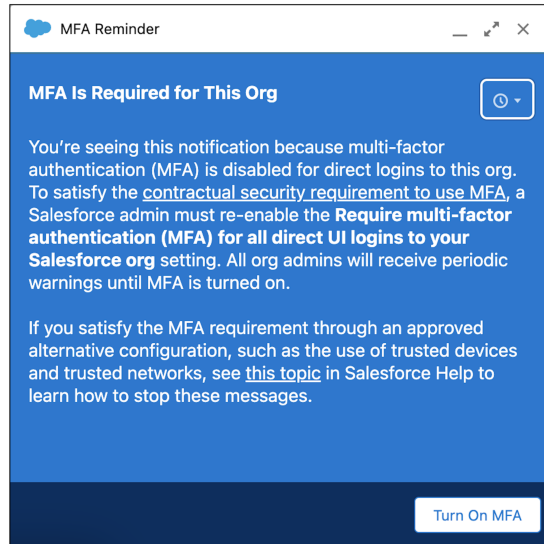 MFA Reminder
MFA Is Required for This Org
You’re seeing this notification because multi-factor
authentication (MFA) is disabled for direct logins to this org.
To satisfy the contractual security requirement to use MFA, a
Salesforce admin must re-enable the Require multi-factor
authentication (MFA) for all direct UI logins to your
Salesforce org setting. All org admins will receive periodic
warnings until MFA is turned on.
If you satisfy the MFA requirement through an approved
alternative configuration, such as the use of trusted devices
and trusted networks, see this topic in Salesforce Help to
learn how to stop these messages.
Turn On MFA